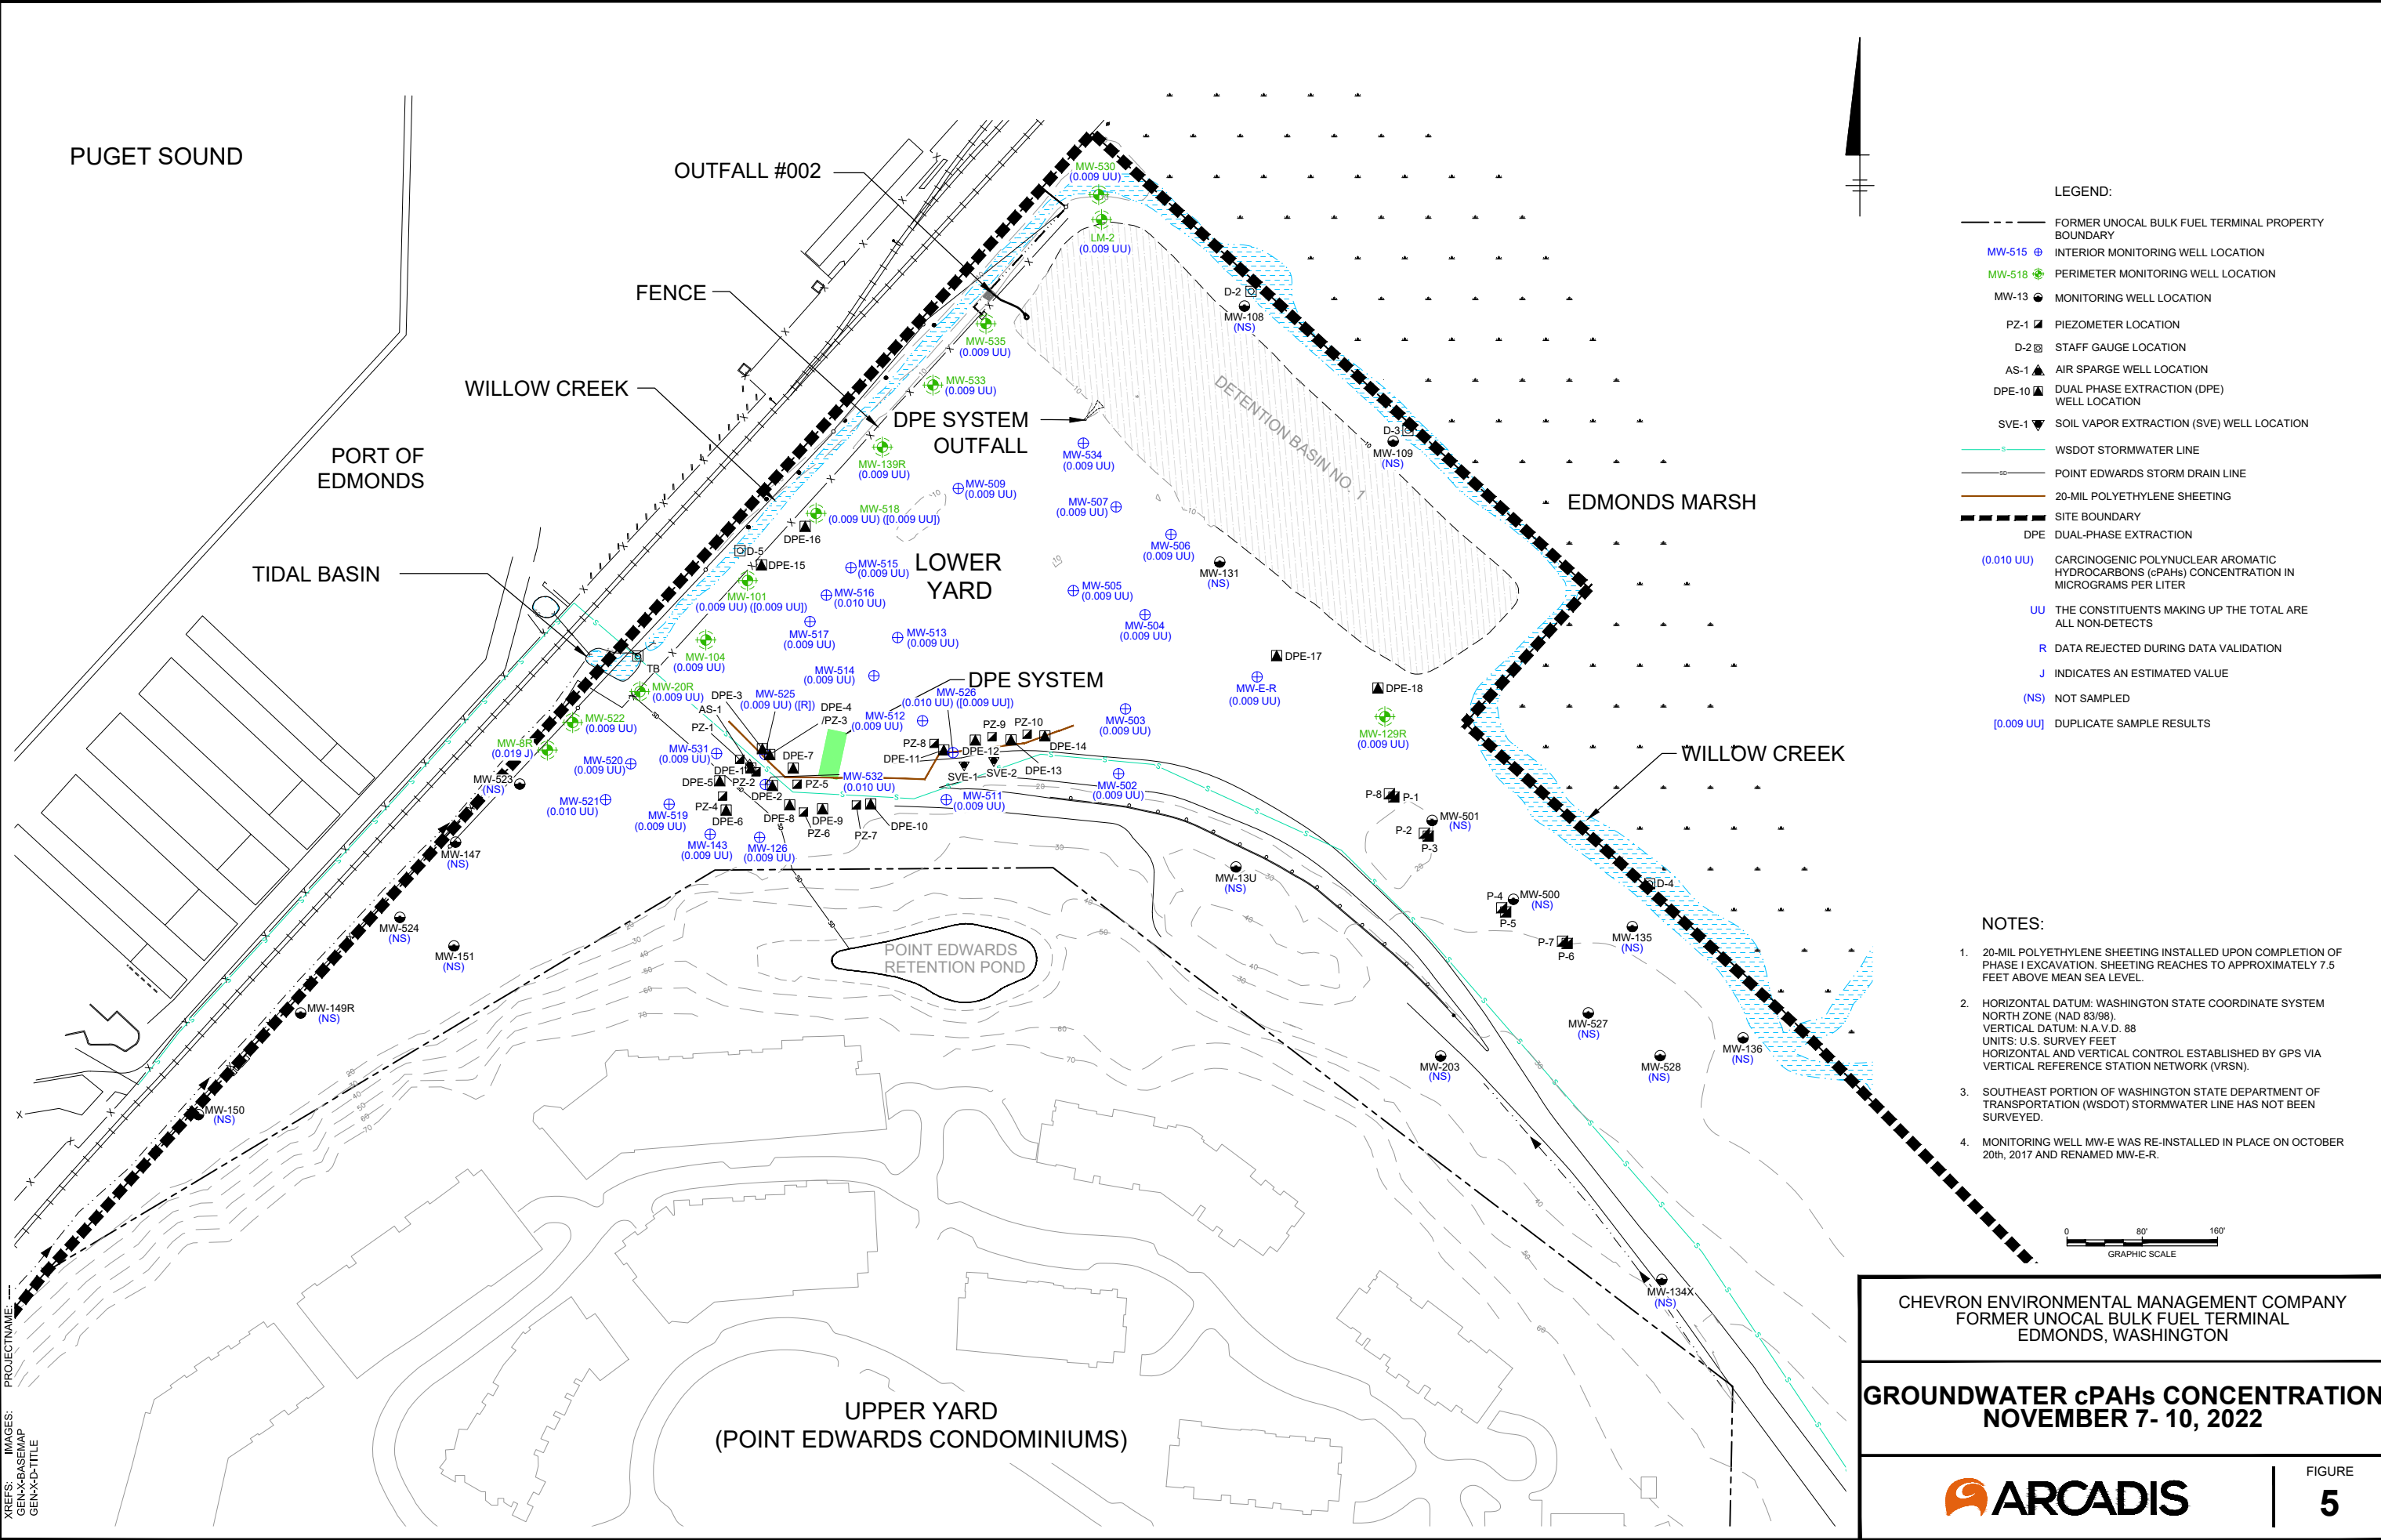 PUGET SOUND
OUTFALL #002
FENCE
WILLOW CREEK
PORT OF
EDMONDS
TIDAL BASIN
DPE SYSTEM
OUTFALL
LOWER
YARD
DPE SYSTEM
EDMONDS MARSH
WILLOW CREEK
DETENTION BASIN NO. 1
POINT EDWARDS
RETENTION POND
UPPER YARD
(POINT EDWARDS CONDOMINIUMS)
MW-530
(0.009 UU)
LM-2
(0.009 UU)
D-2
MW-108
(NS)
MW-535
(0.009 UU)
MW-533
(0.009 UU)
MW-139R
(0.009 UU)
MW-534
(0.009 UU)
D-3
MW-109
(NS)
MW-509
(0.009 UU)
MW-507
(0.009 UU)
MW-518
(0.009 UU) ([0.009 UU])
DPE-16
MW-506
(0.009 UU)
D-5
DPE-15
MW-515
(0.009 UU)
MW-131
(NS)
MW-101
(0.009 UU) ([0.009 UU])
MW-516
(0.010 UU)
MW-505
(0.009 UU)
MW-517
(0.009 UU)
MW-513
(0.009 UU)
MW-504
(0.009 UU)
MW-104
(0.009 UU)
TB
MW-514
(0.009 UU)
DPE-17
MW-20R
(0.009 UU)
DPE-3
MW-525
(0.009 UU) ([R])
MW-526
(0.010 UU) ([0.009 UU])
MW-E-R
(0.009 UU)
DPE-18
AS-1
DPE-4
/PZ-3
MW-512
(0.009 UU)
MW-503
(0.009 UU)
MW-522
(0.009 UU)
PZ-1
PZ-9
PZ-10
MW-129R
(0.009 UU)
MW-8R
(0.019 J)
MW-531
(0.009 UU)
PZ-8
DPE-12
DPE-14
DPE-11
DPE-7
MW-520
(0.009 UU)
DPE-1
SVE-1
SVE-2
DPE-13
MW-523
(NS)
DPE-5
PZ-2
PZ-5
MW-532
(0.010 UU)
MW-502
(0.009 UU)
MW-521
(0.010 UU)
DPE-2
MW-511
(0.009 UU)
PZ-4
MW-519
(0.009 UU)
DPE-6
DPE-8
DPE-9
DPE-10
PZ-6
PZ-7
P-8
P-1
MW-501
(NS)
P-2
P-3
MW-143
(0.009 UU)
MW-126
(0.009 UU)
MW-147
(NS)
MW-13U
(NS)
D-4
P-4
MW-500
(NS)
P-5
MW-524
(NS)
MW-151
(NS)
P-7
P-6
MW-135
(NS)
MW-149R
(NS)
MW-527
(NS)
MW-136
(NS)
MW-203
(NS)
MW-528
(NS)
MW-150
(NS)
MW-134X
(NS)
LEGEND:
FORMER UNOCAL BULK FUEL TERMINAL PROPERTY
BOUNDARY
MW-515 INTERIOR MONITORING WELL LOCATION
MW-518 PERIMETER MONITORING WELL LOCATION
MW-13 MONITORING WELL LOCATION
PZ-1 PIEZOMETER LOCATION
D-2 STAFF GAUGE LOCATION
AS-1 AIR SPARGE WELL LOCATION
DPE-10 DUAL PHASE EXTRACTION (DPE)
WELL LOCATION
SVE-1 SOIL VAPOR EXTRACTION (SVE) WELL LOCATION
S WSDOT STORMWATER LINE
SD POINT EDWARDS STORM DRAIN LINE
20-MIL POLYETHYLENE SHEETING
SITE BOUNDARY
DPE DUAL-PHASE EXTRACTION
(0.010 UU) CARCINOGENIC POLYNUCLEAR AROMATIC
HYDROCARBONS (cPAHs) CONCENTRATION IN
MICROGRAMS PER LITER
UU THE CONSTITUENTS MAKING UP THE TOTAL ARE
ALL NON-DETECTS
R DATA REJECTED DURING DATA VALIDATION
J INDICATES AN ESTIMATED VALUE
(NS) NOT SAMPLED
[0.009 UU] DUPLICATE SAMPLE RESULTS
NOTES:
1. 20-MIL POLYETHYLENE SHEETING INSTALLED UPON COMPLETION OF
PHASE I EXCAVATION. SHEETING REACHES TO APPROXIMATELY 7.5
FEET ABOVE MEAN SEA LEVEL.
2. HORIZONTAL DATUM: WASHINGTON STATE COORDINATE SYSTEM
NORTH ZONE (NAD 83/98).
VERTICAL DATUM: N.A.V.D. 88
UNITS: U.S. SURVEY FEET
HORIZONTAL AND VERTICAL CONTROL ESTABLISHED BY GPS VIA
VERTICAL REFERENCE STATION NETWORK (VRSN).
3. SOUTHEAST PORTION OF WASHINGTON STATE DEPARTMENT OF
TRANSPORTATION (WSDOT) STORMWATER LINE HAS NOT BEEN
SURVEYED.
4. MONITORING WELL MW-E WAS RE-INSTALLED IN PLACE ON OCTOBER
20th, 2017 AND RENAMED MW-E-R.
0 80' 160'
GRAPHIC SCALE
CHEVRON ENVIRONMENTAL MANAGEMENT COMPANY
FORMER UNOCAL BULK FUEL TERMINAL
EDMONDS, WASHINGTON
GROUNDWATER cPAHs CONCENTRATION
NOVEMBER 7- 10, 2022
ARCADIS
FIGURE
5
XREFS: IMAGES: PROJECTNAME: ----
GEN-X-BASEMAP
GEN-X-D-TITLE